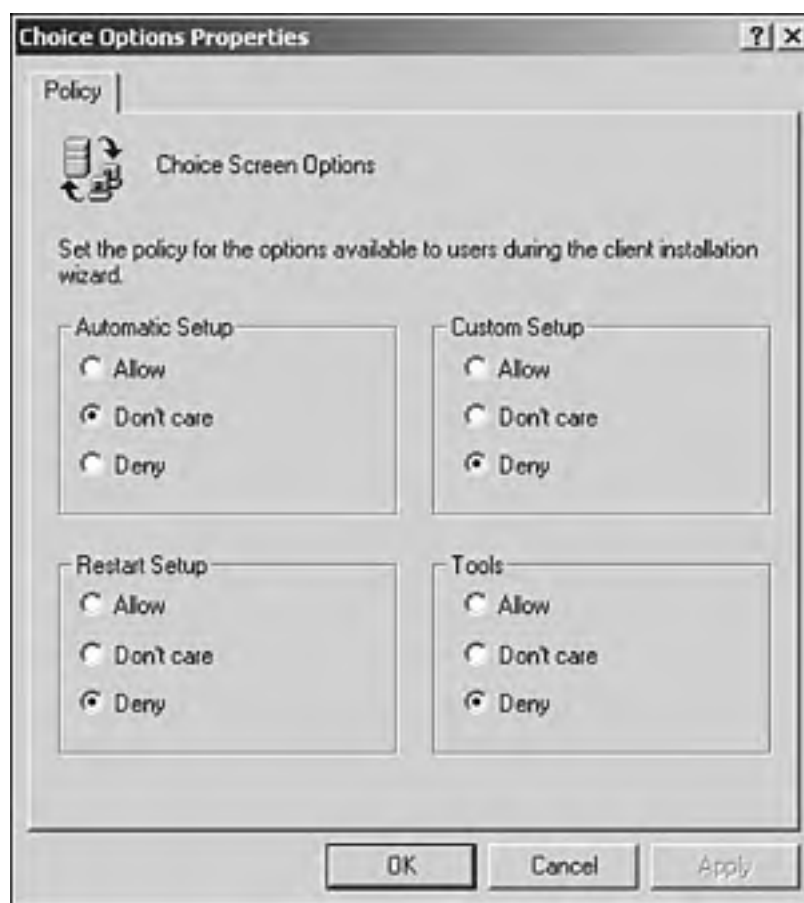 Choice Options Properties
Policy
Choice Screen Options
Set the policy for the options available to users during the client installation
wizard.
Automatic Setup
Allow
Don't care
Deny
Custom Setup
Allow
Don't care
Deny
Restart Setup
Allow
Don't care
Deny
Tools
Allow
Don't care
Deny
OK
Cancel
Apply